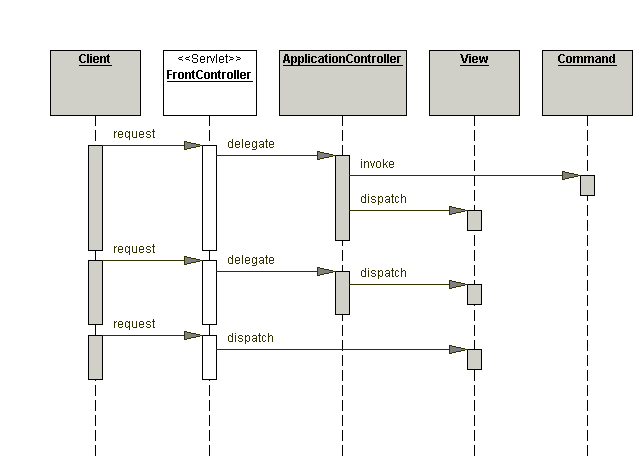 Client
<<Servlet>>
FrontController
ApplicationController
View
Command
request
delegate
invoke
dispatch
request
delegate
dispatch
request
dispatch